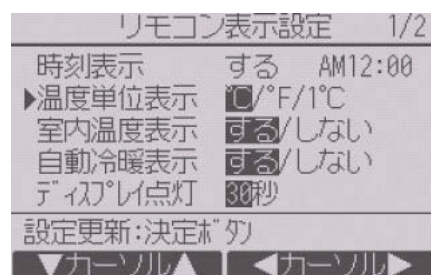 リモコン表示設定 1/2
時刻表示 する AM12:00
▶温度単位表示 ℃/°F/1℃
室内温度表示 する/しない
自動冷暖表示 する/しない
ﾃﾞｨｽﾌﾟﾚｲ点灯 30秒
設定更新:決定ﾎﾞﾀﾝ
▼カーソル▲ ◀カーソル▶